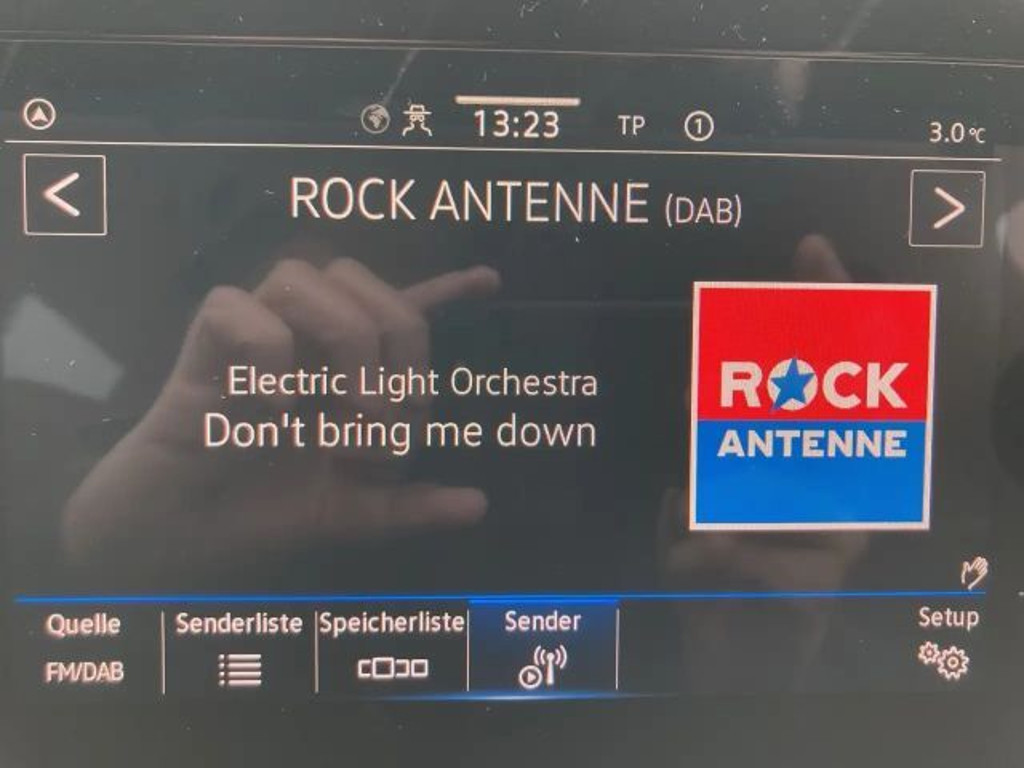 13:23 TP 1 3.0 °C
< ROCK ANTENNE (DAB) >
Electric Light Orchestra
Don't bring me down
ROCK
ANTENNE
Quelle Senderliste Speicherliste Sender Setup
FM/DAB